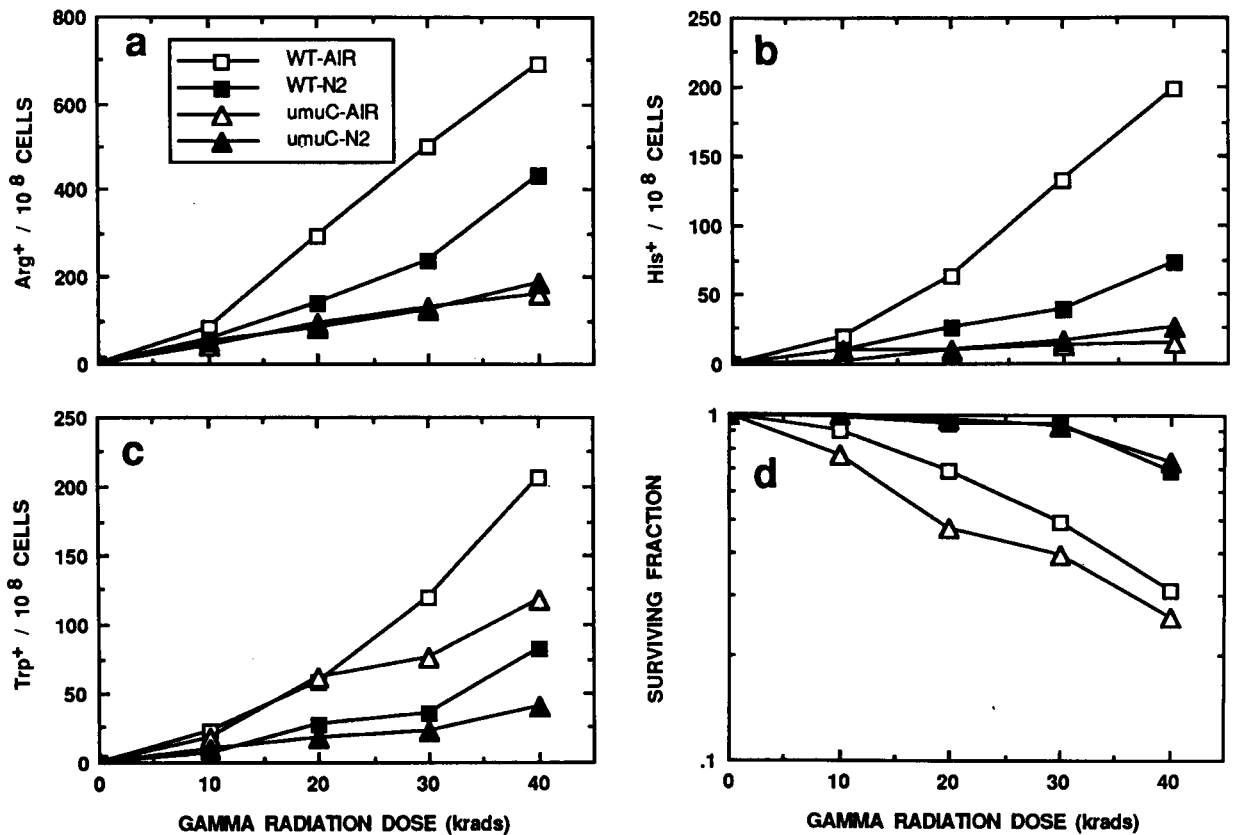 a
800
600
400
200
0
Arg+ / 10 8 CELLS
WT-AIR
WT-N2
umuC-AIR
umuC-N2
b
250
200
150
100
50
0
His+ / 10 8 CELLS
c
250
200
150
100
50
0
Trp+ / 10 8 CELLS
0 10 20 30 40
GAMMA RADIATION DOSE (krads)
d
1
.1
SURVIVING FRACTION
0 10 20 30 40
GAMMA RADIATION DOSE (krads)